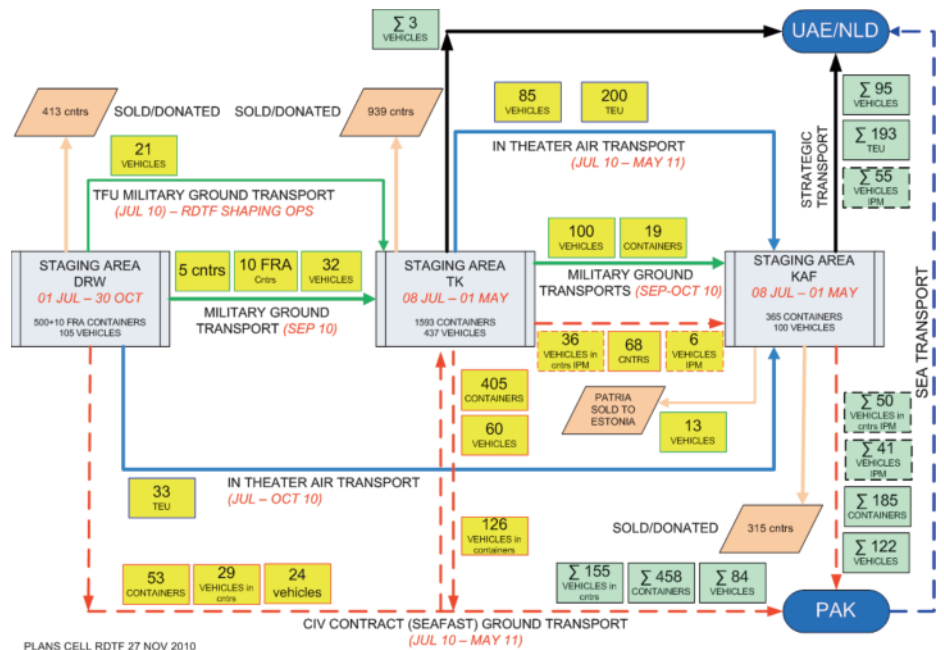 ∑ 3
VEHICLES
UAE/NLD
413 cntrs
SOLD/DONATED
SOLD/DONATED
939 cntrs
85
VEHICLES
200
TEU
∑ 95
VEHICLES
21
VEHICLES
IN THEATER AIR TRANSPORT
(JUL 10 – MAY 11)
∑ 193
TEU
STRATEGIC
TRANSPORT
∑ 55
VEHICLES
IPM
TFU MILITARY GROUND TRANSPORT
(JUL 10) – RDTF SHAPING OPS
STAGING AREA
DRW
01 JUL – 30 OCT
500+10 FRA CONTAINERS
105 VEHICLES
5 cntrs
10 FRA
Cntrs
32
VEHICLES
MILITARY GROUND
TRANSPORT (SEP 10)
STAGING AREA
TK
08 JUL – 01 MAY
1593 CONTAINERS
437 VEHICLES
100
VEHICLES
19
CONTAINERS
MILITARY GROUND
TRANSPORTS (SEP-OCT 10)
STAGING AREA
KAF
08 JUL – 01 MAY
365 CONTAINERS
100 VEHICLES
SEA TRANSPORT
36
VEHICLES in
cntrs IPM
68
CNTRS
6
VEHICLES
IPM
405
CONTAINERS
60
VEHICLES
PATRIA
SOLD TO
ESTONIA
13
VEHICLES
∑ 50
VEHICLES in
cntrs IPM
∑ 41
VEHICLES
IPM
∑ 185
CONTAINERS
∑ 122
VEHICLES
33
TEU
IN THEATER AIR TRANSPORT
(JUL – OCT 10)
126
VEHICLES in
containers
SOLD/DONATED
315 cntrs
53
CONTAINERS
29
VEHICLES in
cntrs
24
vehicles
∑ 155
VEHICLES in
cntrs
∑ 458
CONTAINERS
∑ 84
VEHICLES
PAK
CIV CONTRACT (SEAFAST) GROUND TRANSPORT
(JUL 10 – MAY 11)
PLANS CELL RDTF 27 NOV 2010